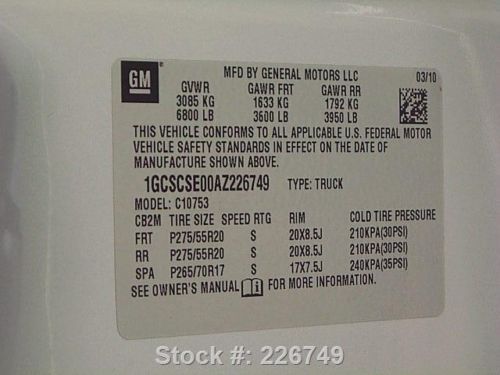 GM
MFD BY GENERAL MOTORS LLC 03/10
GVWR GAWR FRT GAWR RR
3085 KG 1633 KG 1792 KG
6800 LB 3600 LB 3950 LB
THIS VEHICLE CONFORMS TO ALL APPLICABLE U.S. FEDERAL MOTOR
VEHICLE SAFETY STANDARDS IN EFFECT ON THE DATE OF
MANUFACTURE SHOWN ABOVE.
1GCSCSE00AZ226749 TYPE: TRUCK
MODEL: C10753
CB2M TIRE SIZE SPEED RTG RIM COLD TIRE PRESSURE
FRT P275/55R20 S 20X8.5J 210KPA(30PSI)
RR P275/55R20 S 20X8.5J 210KPA(30PSI)
SPA P265/70R17 S 17X7.5J 240KPA(35PSI)
SEE OWNER'S MANUAL FOR MORE INFORMATION.
Stock #: 226749